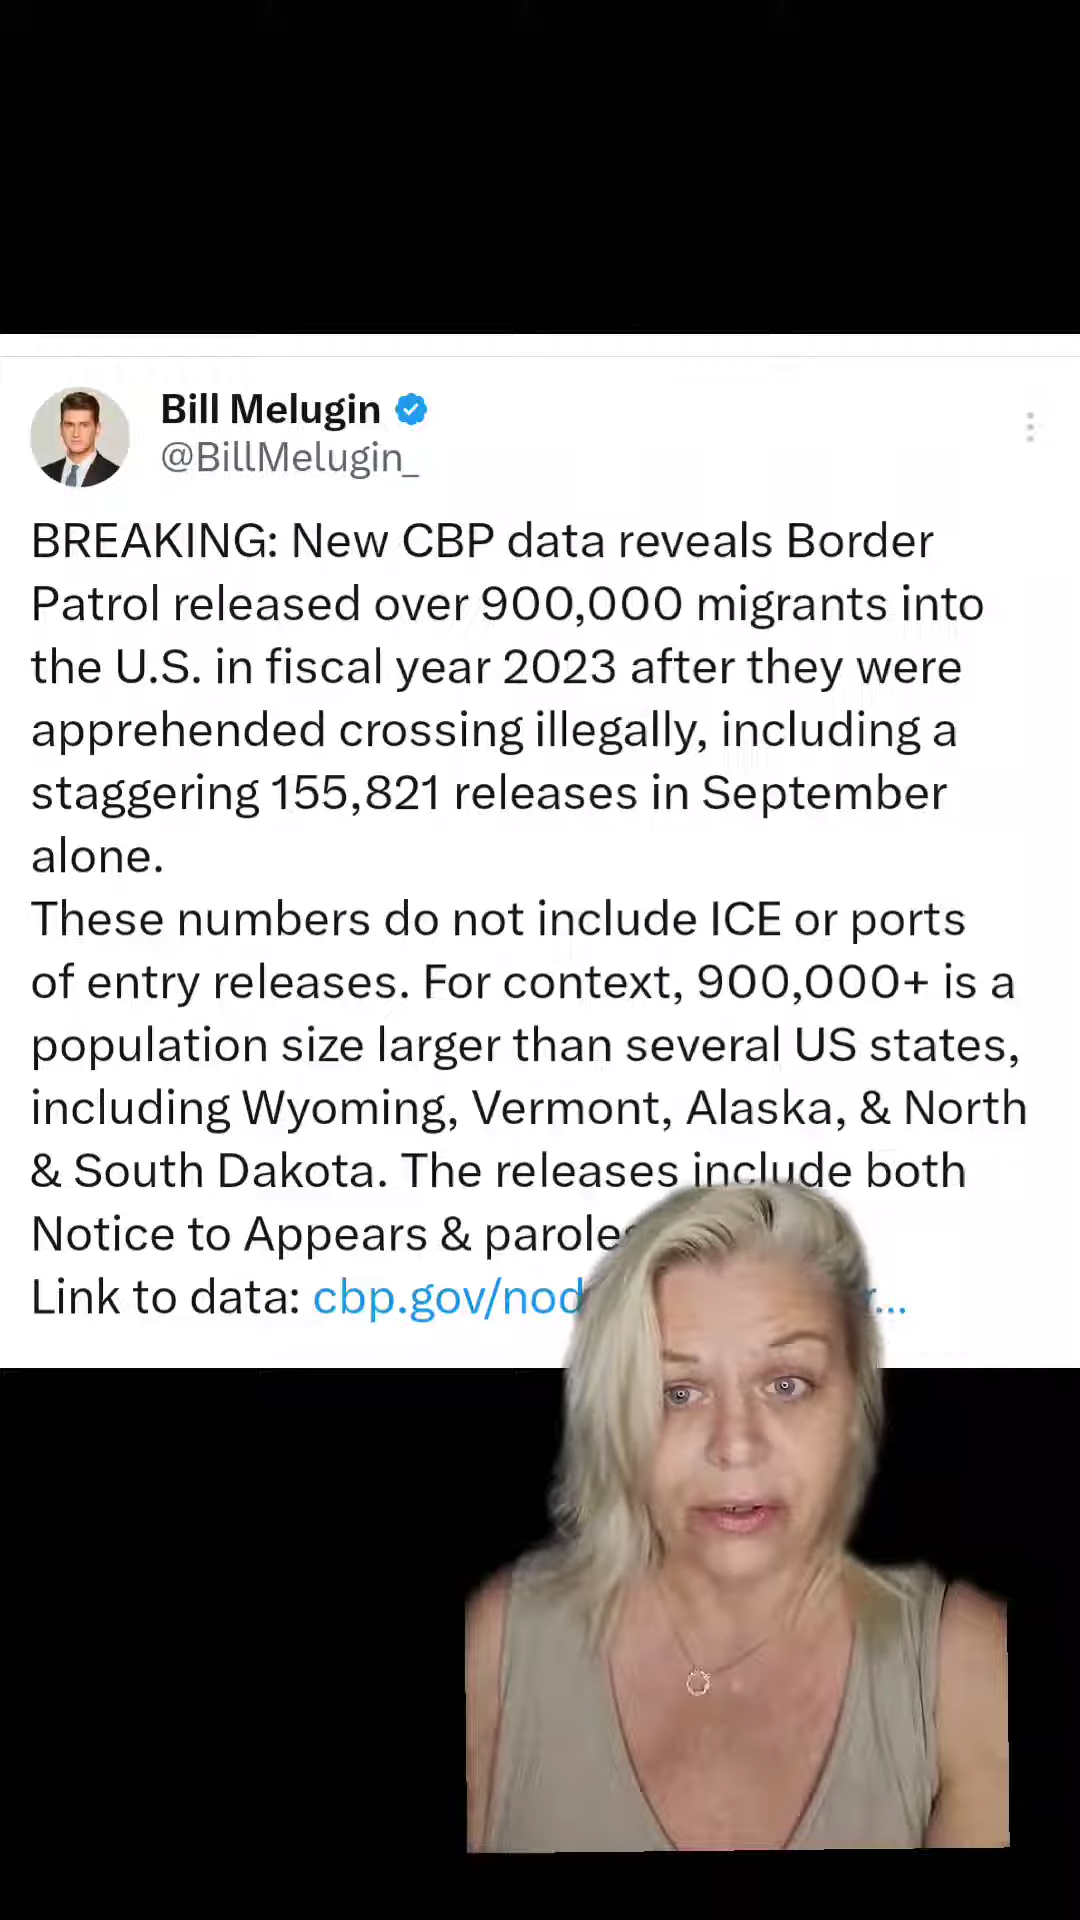 Bill Melugin
@BillMelugin_
BREAKING: New CBP data reveals Border
Patrol released over 900,000 migrants into
the U.S. in fiscal year 2023 after they were
apprehended crossing illegally, including a
staggering 155,821 releases in September
alone.
These numbers do not include ICE or ports
of entry releases. For context, 900,000+ is a
population size larger than several US states,
including Wyoming, Vermont, Alaska, & North
& South Dakota. The releases include both
Notice to Appears & paroles
Link to data: cbp.gov/nod